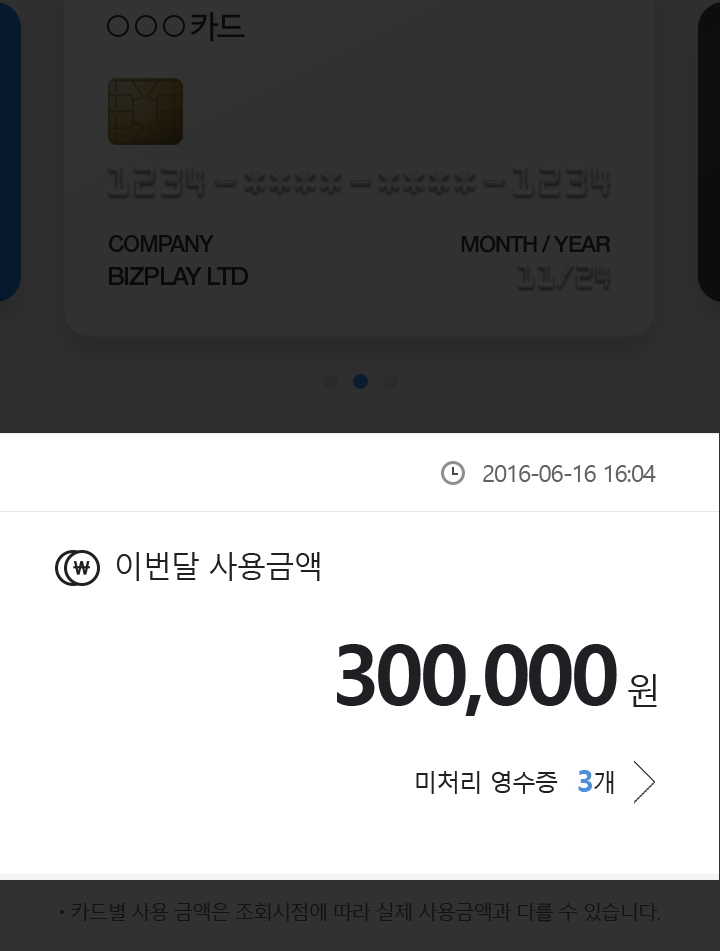 ○○○카드
1234-****-****-1234
COMPANY
MONTH / YEAR
BIZPLAY LTD
11/24
2016-06-16 16:04
₩ 이번달 사용금액
300,000 원
미처리 영수증 3개
• 카드별 사용 금액은 조회시점에 따라 실제 사용금액과 다를 수 있습니다.